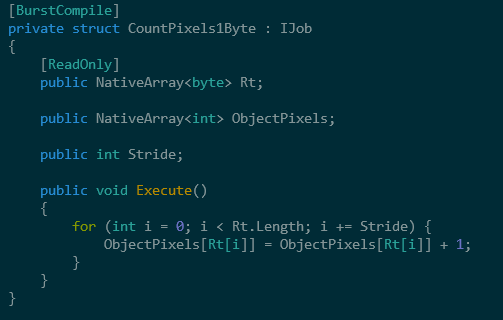 [BurstCompile]
private struct CountPixels1Byte : IJob
{
    [ReadOnly]
    public NativeArray<byte> Rt;

    public NativeArray<int> ObjectPixels;

    public int Stride;

    public void Execute()
    {
        for (int i = 0; i < Rt.Length; i += Stride) {
            ObjectPixels[Rt[i]] = ObjectPixels[Rt[i]] + 1;
        }
    }
}